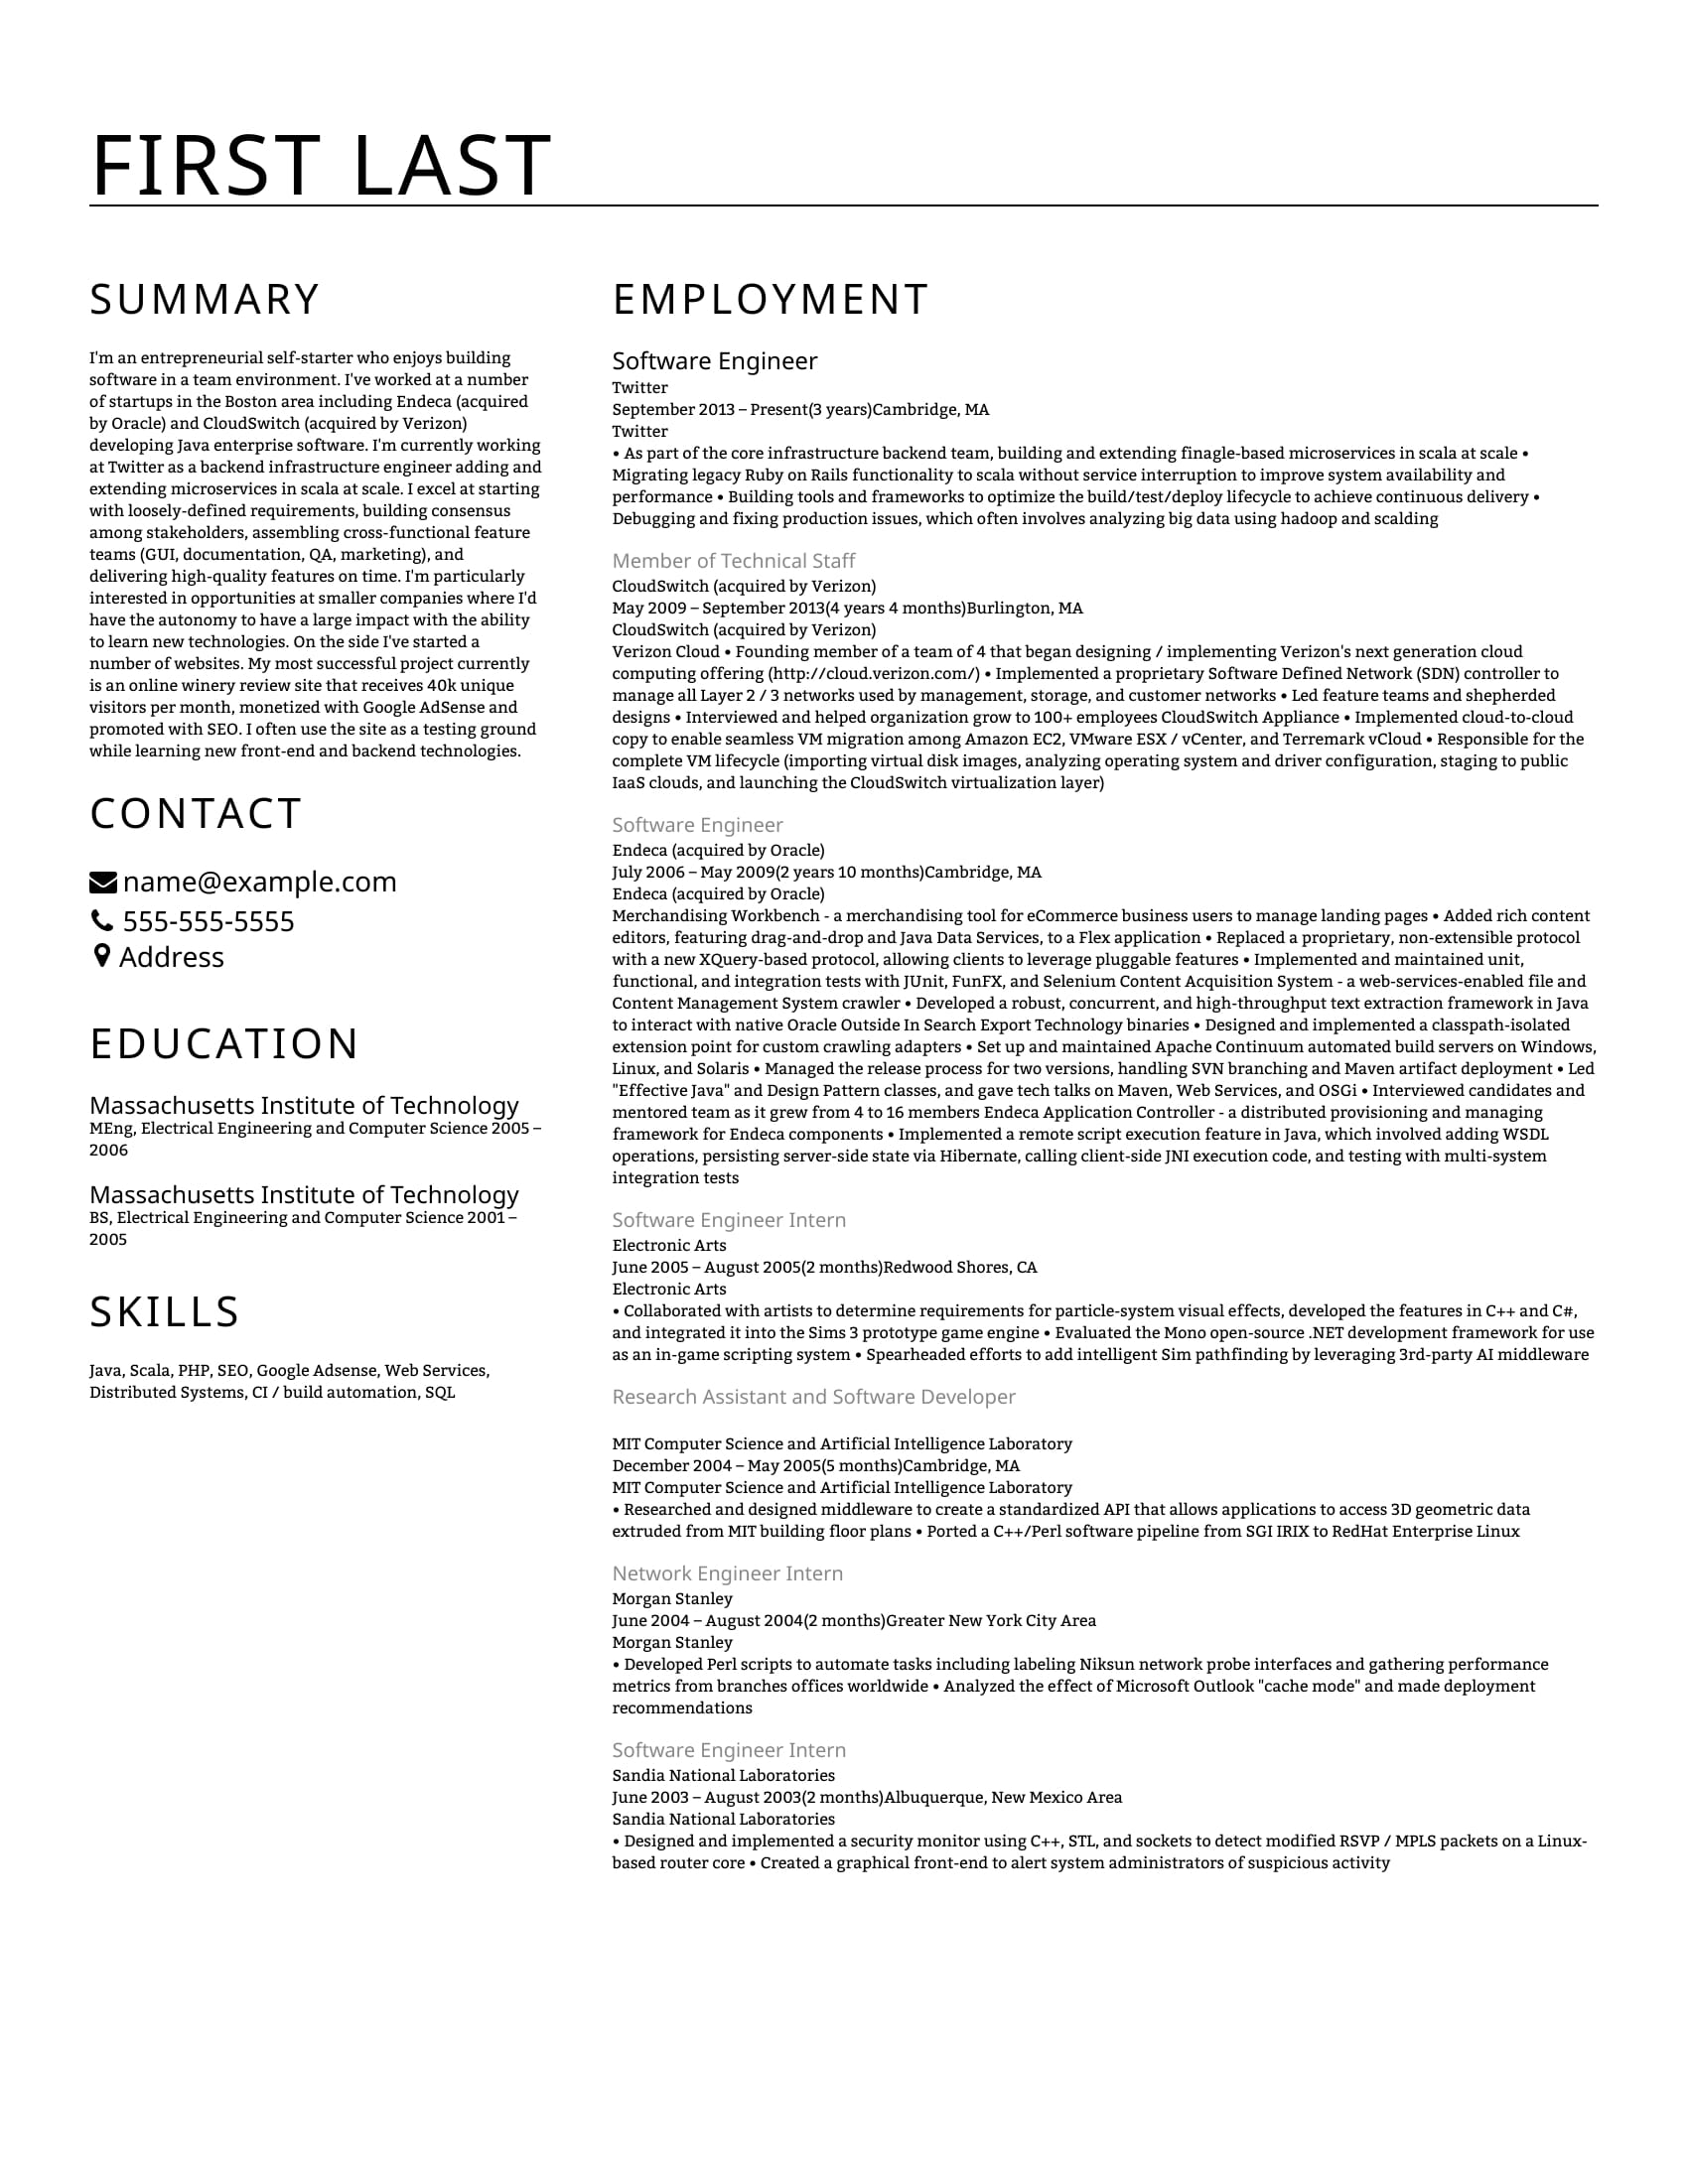 FIRST LAST
SUMMARY
I'm an entrepreneurial self-starter who enjoys building
software in a team environment. I've worked at a number
of startups in the Boston area including Endeca (acquired
by Oracle) and CloudSwitch (acquired by Verizon)
developing Java enterprise software. I'm currently working
at Twitter as a backend infrastructure engineer adding and
extending microservices in scala at scale. I excel at starting
with loosely-defined requirements, building consensus
among stakeholders, assembling cross-functional feature
teams (GUI, documentation, QA, marketing), and
delivering high-quality features on time. I'm particularly
interested in opportunities at smaller companies where I'd
have the autonomy to have a large impact with the ability
to learn new technologies. On the side I've started a
number of websites. My most successful project currently
is an online winery review site that receives 40k unique
visitors per month, monetized with Google AdSense and
promoted with SEO. I often use the site as a testing ground
while learning new front-end and backend technologies.
CONTACT
name@example.com
555-555-5555
Address
EDUCATION
Massachusetts Institute of Technology
MEng, Electrical Engineering and Computer Science 2005 –
2006
Massachusetts Institute of Technology
BS, Electrical Engineering and Computer Science 2001 –
2005
SKILLS
Java, Scala, PHP, SEO, Google Adsense, Web Services,
Distributed Systems, CI / build automation, SQL
EMPLOYMENT
Software Engineer
Twitter
September 2013 – Present(3 years)Cambridge, MA
Twitter
• As part of the core infrastructure backend team, building and extending finagle-based microservices in scala at scale •
Migrating legacy Ruby on Rails functionality to scala without service interruption to improve system availability and
performance • Building tools and frameworks to optimize the build/test/deploy lifecycle to achieve continuous delivery •
Debugging and fixing production issues, which often involves analyzing big data using hadoop and scalding
Member of Technical Staff
CloudSwitch (acquired by Verizon)
May 2009 – September 2013(4 years 4 months)Burlington, MA
CloudSwitch (acquired by Verizon)
Verizon Cloud • Founding member of a team of 4 that began designing / implementing Verizon's next generation cloud
computing offering (http://cloud.verizon.com/) • Implemented a proprietary Software Defined Network (SDN) controller to
manage all Layer 2 / 3 networks used by management, storage, and customer networks • Led feature teams and shepherded
designs • Interviewed and helped organization grow to 100+ employees CloudSwitch Appliance • Implemented cloud-to-cloud
copy to enable seamless VM migration among Amazon EC2, VMware ESX / vCenter, and Terremark vCloud • Responsible for the
complete VM lifecycle (importing virtual disk images, analyzing operating system and driver configuration, staging to public
IaaS clouds, and launching the CloudSwitch virtualization layer)
Software Engineer
Endeca (acquired by Oracle)
July 2006 – May 2009(2 years 10 months)Cambridge, MA
Endeca (acquired by Oracle)
Merchandising Workbench - a merchandising tool for eCommerce business users to manage landing pages • Added rich content
editors, featuring drag-and-drop and Java Data Services, to a Flex application • Replaced a proprietary, non-extensible protocol
with a new XQuery-based protocol, allowing clients to leverage pluggable features • Implemented and maintained unit,
functional, and integration tests with JUnit, FunFX, and Selenium Content Acquisition System - a web-services-enabled file and
Content Management System crawler • Developed a robust, concurrent, and high-throughput text extraction framework in Java
to interact with native Oracle Outside In Search Export Technology binaries • Designed and implemented a classpath-isolated
extension point for custom crawling adapters • Set up and maintained Apache Continuum automated build servers on Windows,
Linux, and Solaris • Managed the release process for two versions, handling SVN branching and Maven artifact deployment • Led
"Effective Java" and Design Pattern classes, and gave tech talks on Maven, Web Services, and OSGi • Interviewed candidates and
mentored team as it grew from 4 to 16 members Endeca Application Controller - a distributed provisioning and managing
framework for Endeca components • Implemented a remote script execution feature in Java, which involved adding WSDL
operations, persisting server-side state via Hibernate, calling client-side JNI execution code, and testing with multi-system
integration tests
Software Engineer Intern
Electronic Arts
June 2005 – August 2005(2 months)Redwood Shores, CA
Electronic Arts
• Collaborated with artists to determine requirements for particle-system visual effects, developed the features in C++ and C#,
and integrated it into the Sims 3 prototype game engine • Evaluated the Mono open-source .NET development framework for use
as an in-game scripting system • Spearheaded efforts to add intelligent Sim pathfinding by leveraging 3rd-party AI middleware
Research Assistant and Software Developer
MIT Computer Science and Artificial Intelligence Laboratory
December 2004 – May 2005(5 months)Cambridge, MA
MIT Computer Science and Artificial Intelligence Laboratory
• Researched and designed middleware to create a standardized API that allows applications to access 3D geometric data
extruded from MIT building floor plans • Ported a C++/Perl software pipeline from SGI IRIX to RedHat Enterprise Linux
Network Engineer Intern
Morgan Stanley
June 2004 – August 2004(2 months)Greater New York City Area
Morgan Stanley
• Developed Perl scripts to automate tasks including labeling Niksun network probe interfaces and gathering performance
metrics from branches offices worldwide • Analyzed the effect of Microsoft Outlook "cache mode" and made deployment
recommendations
Software Engineer Intern
Sandia National Laboratories
June 2003 – August 2003(2 months)Albuquerque, New Mexico Area
Sandia National Laboratories
• Designed and implemented a security monitor using C++, STL, and sockets to detect modified RSVP / MPLS packets on a Linux-
based router core • Created a graphical front-end to alert system administrators of suspicious activity